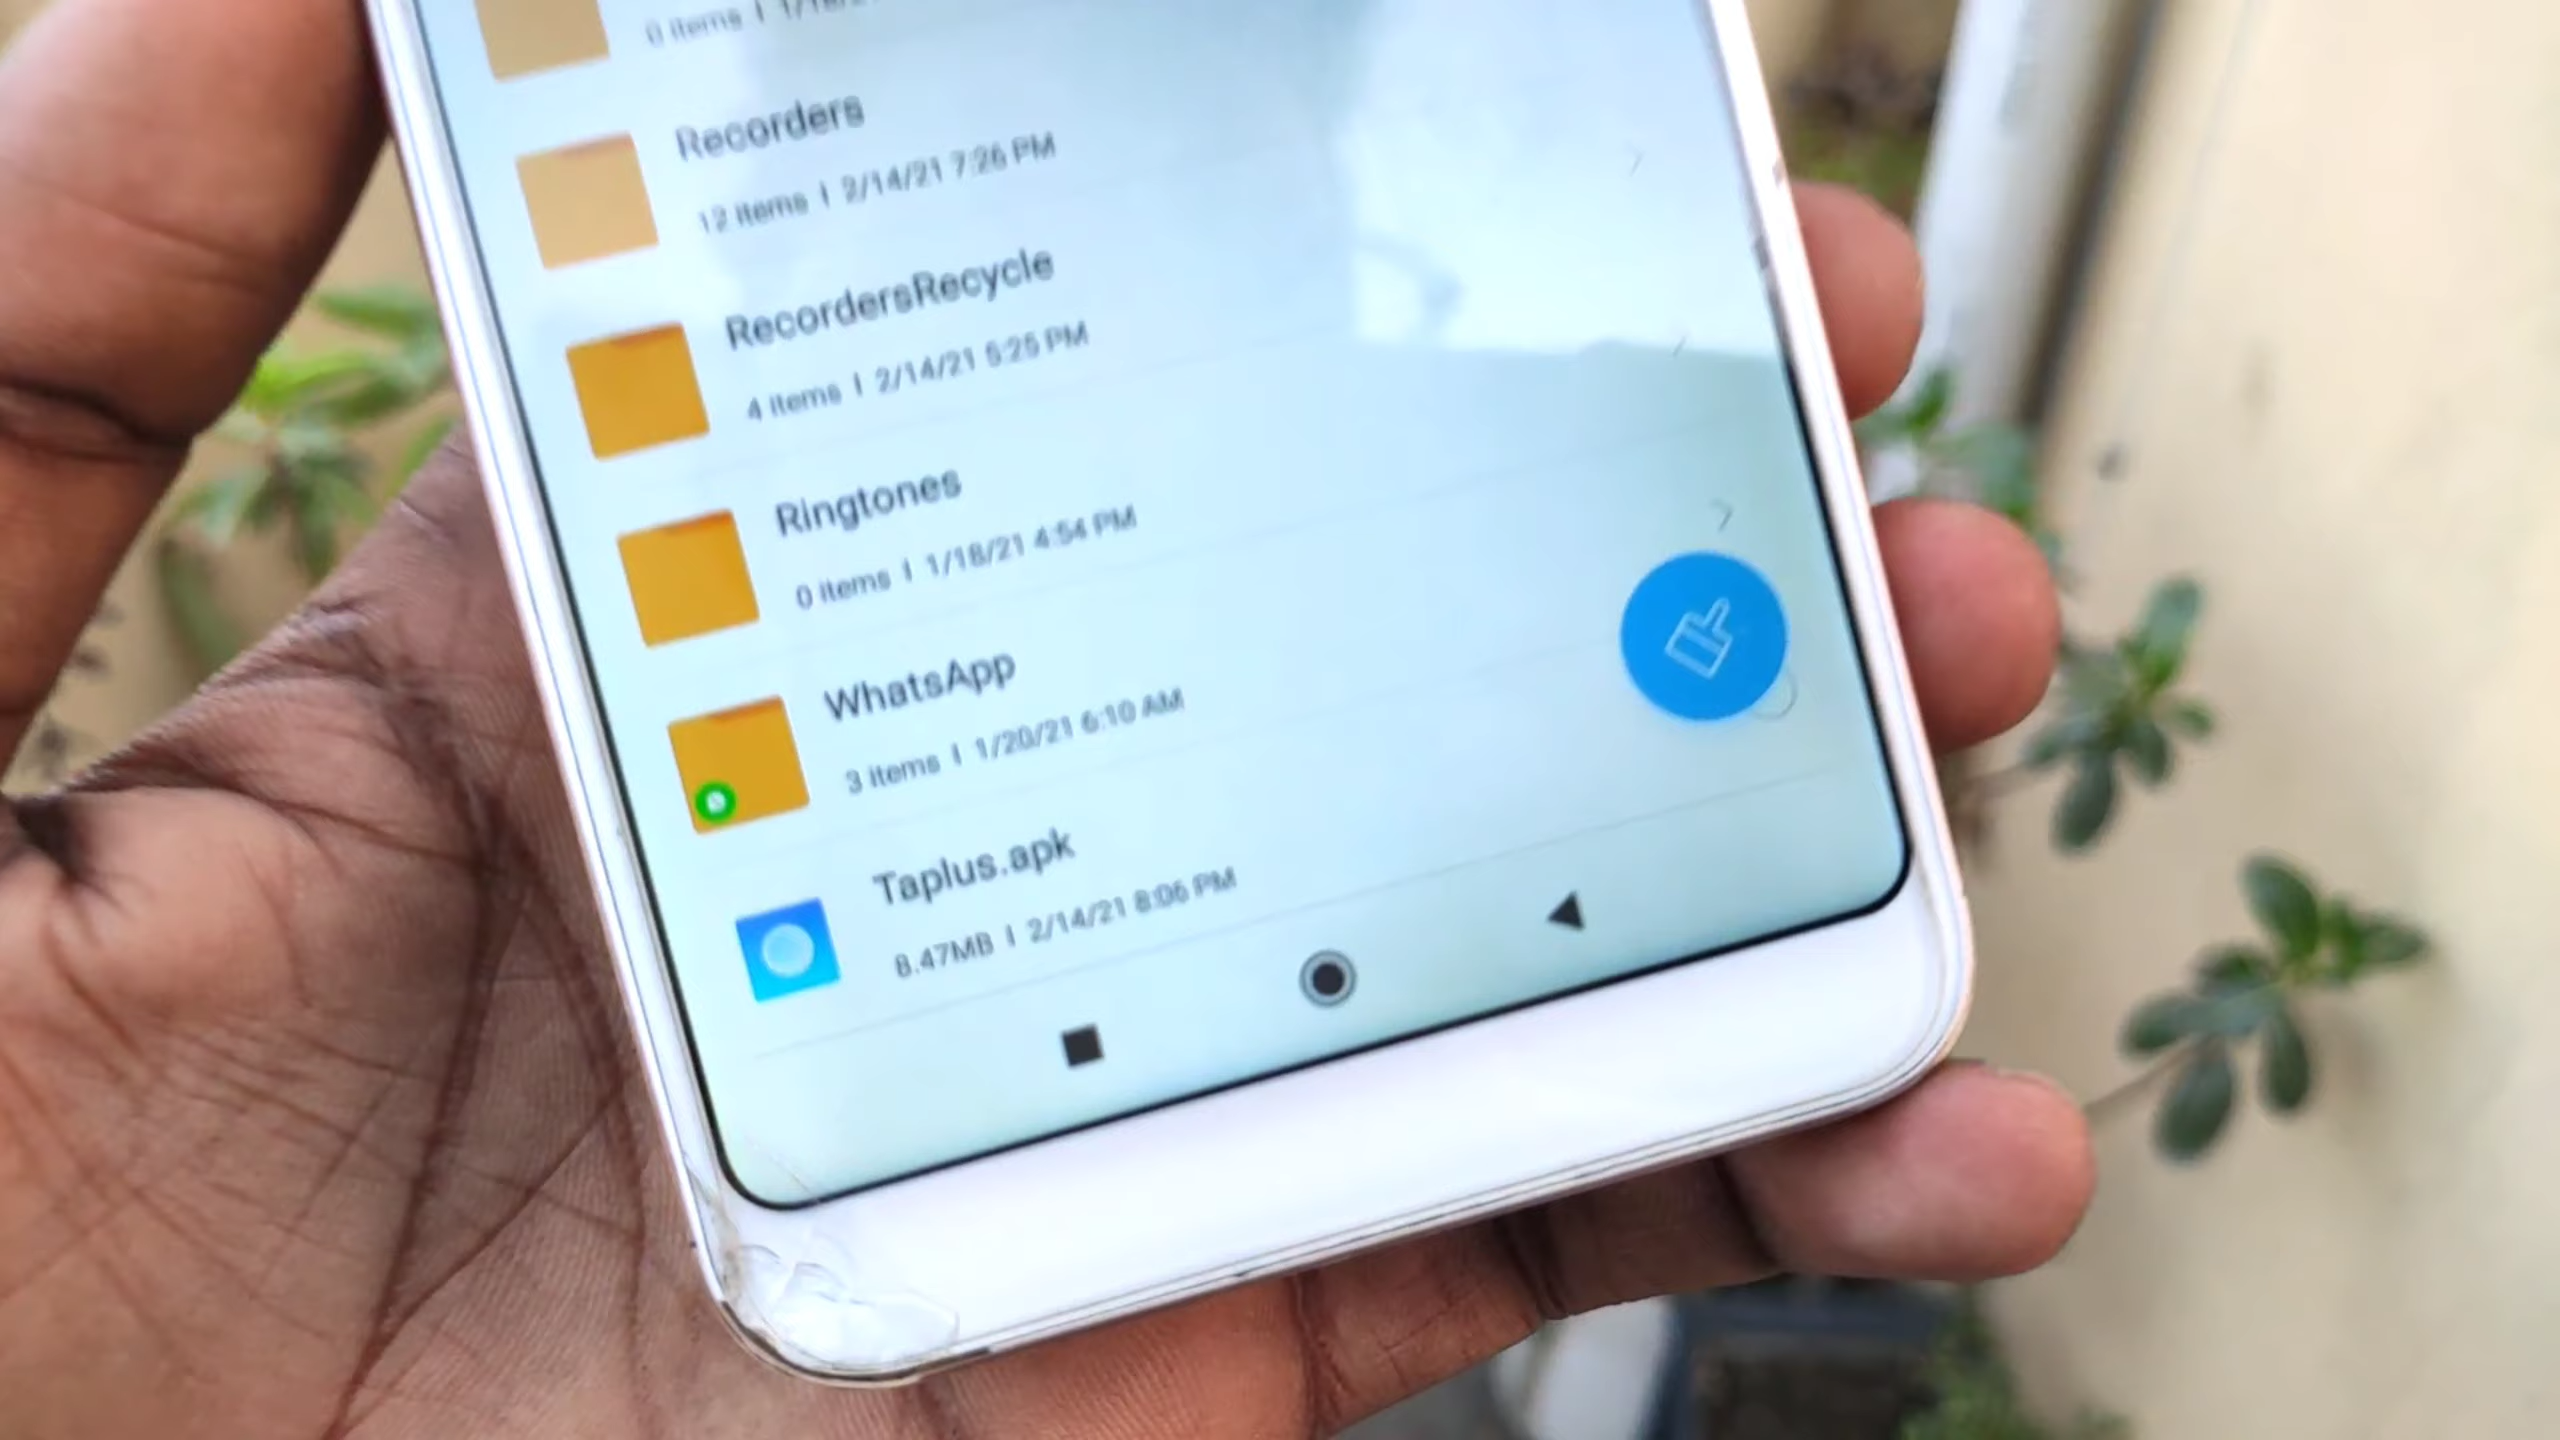 0 items | 1/18/2
Recorders
12 items | 2/14/21 7:26 PM
RecordersRecycle
4 items | 2/14/21 5:25 PM
Ringtones
0 items | 1/18/21 4:54 PM
WhatsApp
3 items | 1/20/21 6:10 AM
Taplus.apk
8.47MB | 2/14/21 8:06 PM